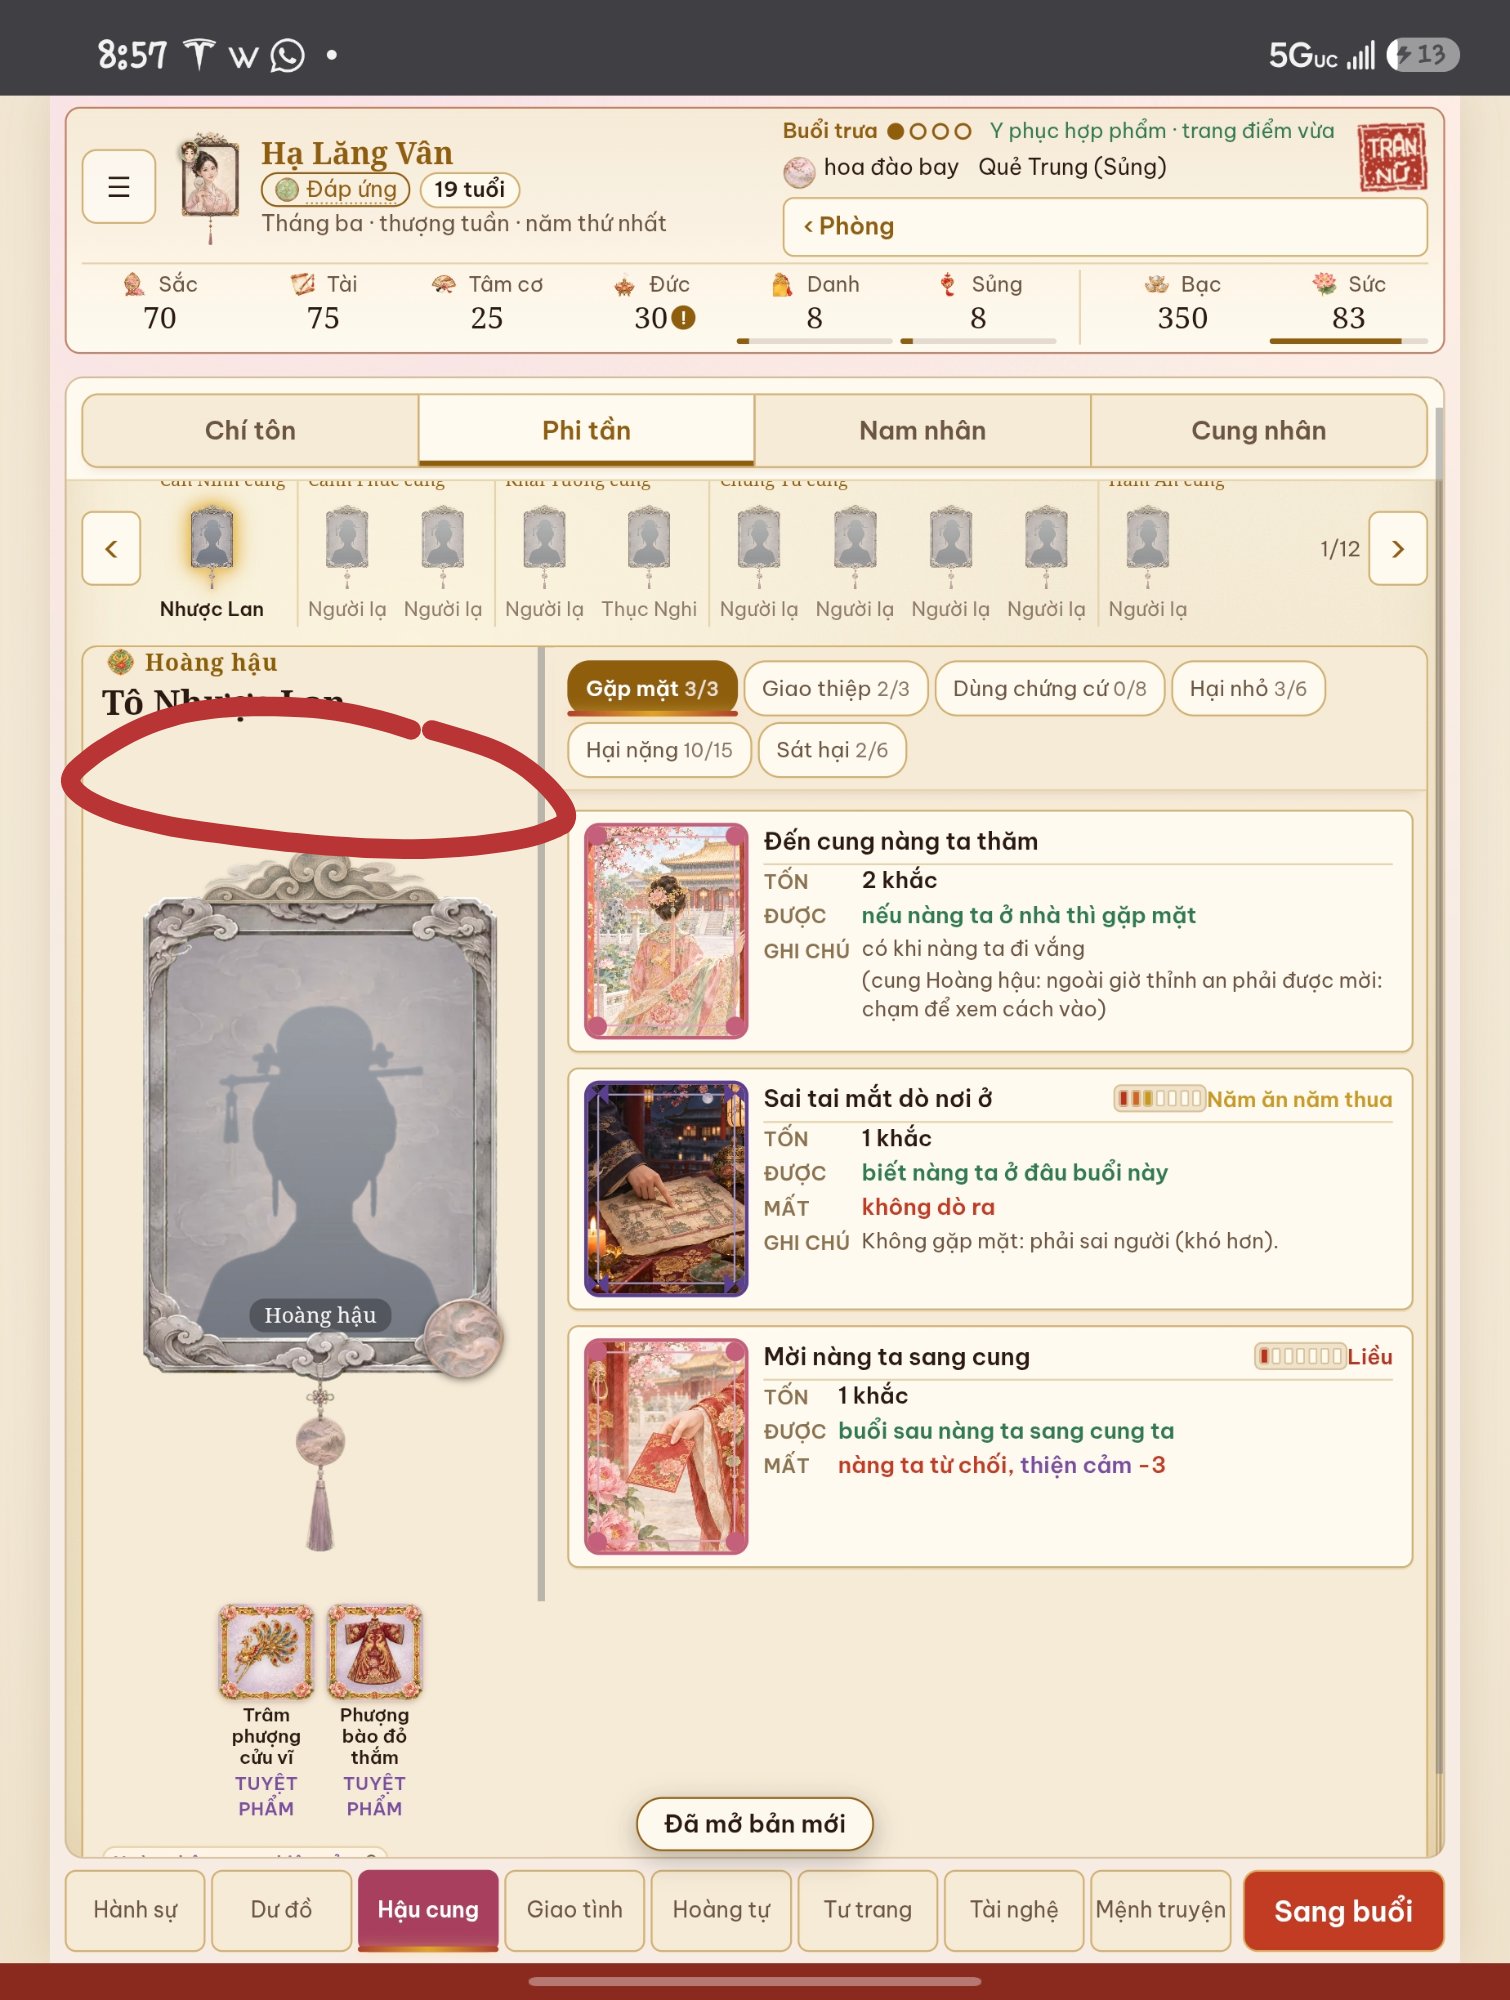 8:57 W 5GUC 13
Hạ Lăng Vân
Đáp ứng 19 tuổi
Tháng ba · thượng tuần · năm thứ nhất
Buổi trưa Y phục hợp phẩm · trang điểm vừa
hoa đào bay Quẻ Trung (Sủng)
TRÂN NỮ
‹ Phòng
Sắc Tài Tâm cơ Đức Danh Sủng Bạc Sức
70 75 25 30 ! 8 8 350 83
Chí tôn Phi tần Nam nhân Cung nhân
Nhược Lan Người lạ Người lạ Người lạ Thục Nghi Người lạ Người lạ Người lạ Người lạ Người lạ
1/12
Hoàng hậu
Tô Nhược Lan
Hoàng hậu
Trâm phượng cửu vĩ
TUYỆT PHẨM
Phượng bào đỏ thắm
TUYỆT PHẨM
Gặp mặt 3/3 Giao thiệp 2/3 Dùng chứng cứ 0/8 Hại nhỏ 3/6
Hại nặng 10/15 Sát hại 2/6
Đến cung nàng ta thăm
TỐN 2 khắc
ĐƯỢC nếu nàng ta ở nhà thì gặp mặt
GHI CHÚ có khi nàng ta đi vắng
(cung Hoàng hậu: ngoài giờ thỉnh an phải được mời:
chạm để xem cách vào)
Sai tai mắt dò nơi ở Năm ăn năm thua
TỐN 1 khắc
ĐƯỢC biết nàng ta ở đâu buổi này
MẤT không dò ra
GHI CHÚ Không gặp mặt: phải sai người (khó hơn).
Mời nàng ta sang cung Liều
TỐN 1 khắc
ĐƯỢC buổi sau nàng ta sang cung ta
MẤT nàng ta từ chối, thiện cảm -3
Đã mở bản mới
Hành sự Dư đồ Hậu cung Giao tình Hoàng tự Tư trang Tài nghệ Mệnh truyện Sang buổi